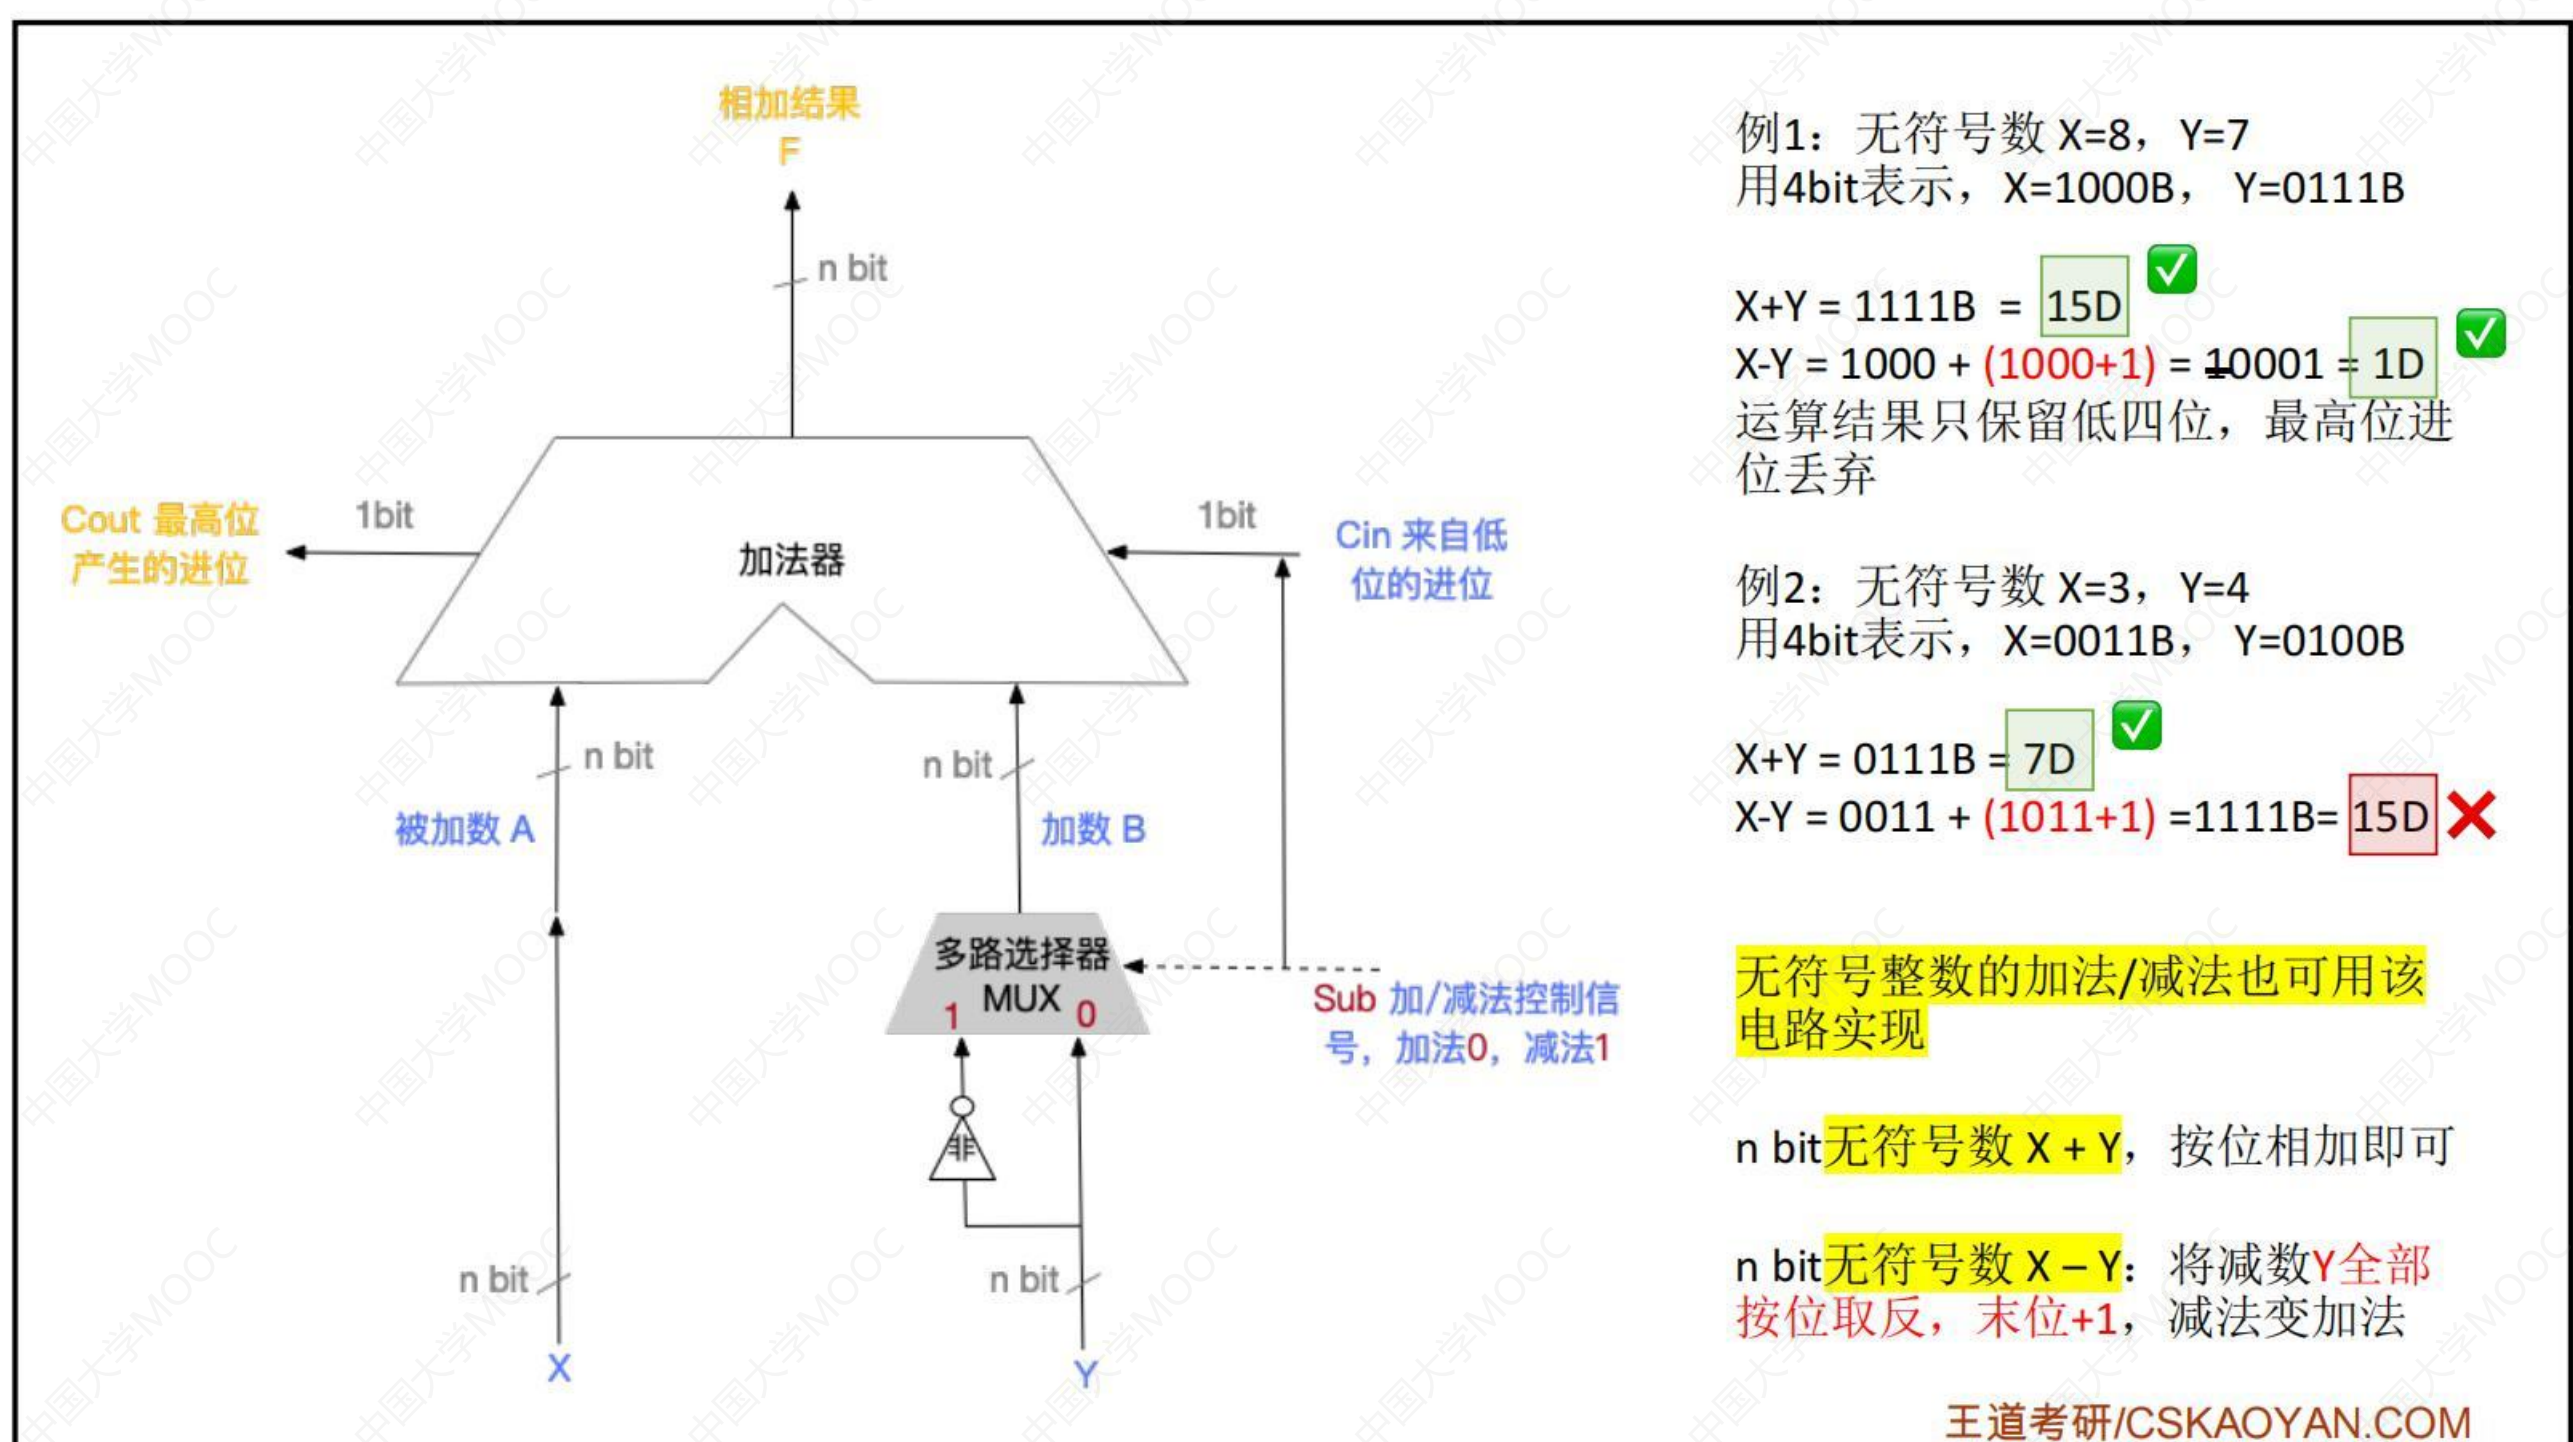 相加结果
F
n bit
Cout 最高位
产生的进位
1bit
加法器
1bit
Cin 来自低
位的进位
n bit
n bit
被加数 A
加数 B
多路选择器
MUX
1
0
Sub 加/减法控制信
号，加法0，减法1
非
n bit
n bit
X
Y
例1：无符号数 X=8，Y=7
用4bit表示，X=1000B， Y=0111B
X+Y = 1111B = 15D
X-Y = 1000 + (1000+1) = 10001 = 1D
运算结果只保留低四位，最高位进
位丢弃
例2：无符号数 X=3，Y=4
用4bit表示，X=0011B， Y=0100B
X+Y = 0111B = 7D
X-Y = 0011 + (1011+1) =1111B= 15D
无符号整数的加法/减法也可用该
电路实现
n bit无符号数 X + Y，按位相加即可
n bit无符号数 X – Y：将减数Y全部
按位取反，末位+1，减法变加法
王道考研/CSKAOYAN.COM
中国大学MOOC